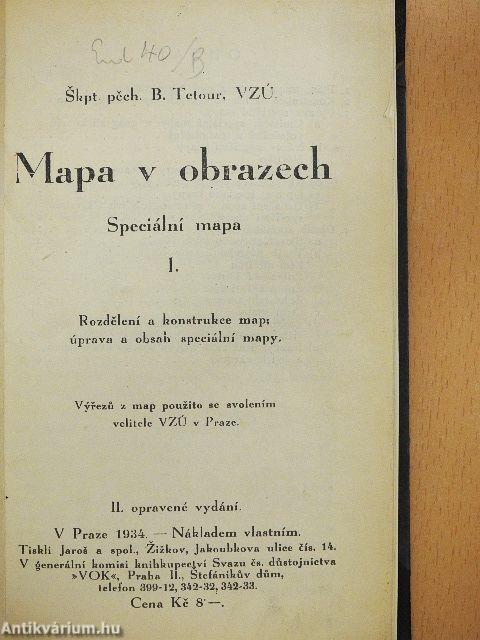 End 40/B
Škpt. pěch. B. Tetour, VZÚ.
Mapa v obrazech
Speciální mapa
1.
Rozdělení a konstrukce map;
úprava a obsah speciální mapy.
Výřezů z map použito se svolením
velitele VZÚ v Praze.
II. opravené vydání.
V Praze 1934. — Nákladem vlastním.
Tiskli Jaroš a spol., Žižkov, Jakoubkova ulice čís. 14.
V generální komisi knihkupectví Svazu čs. důstojnictva
»VOK«, Praha II., Štefánikův dům,
telefon 399-12, 342-32, 342-33.
Cena Kč 8·—.
Antikvárium.hu